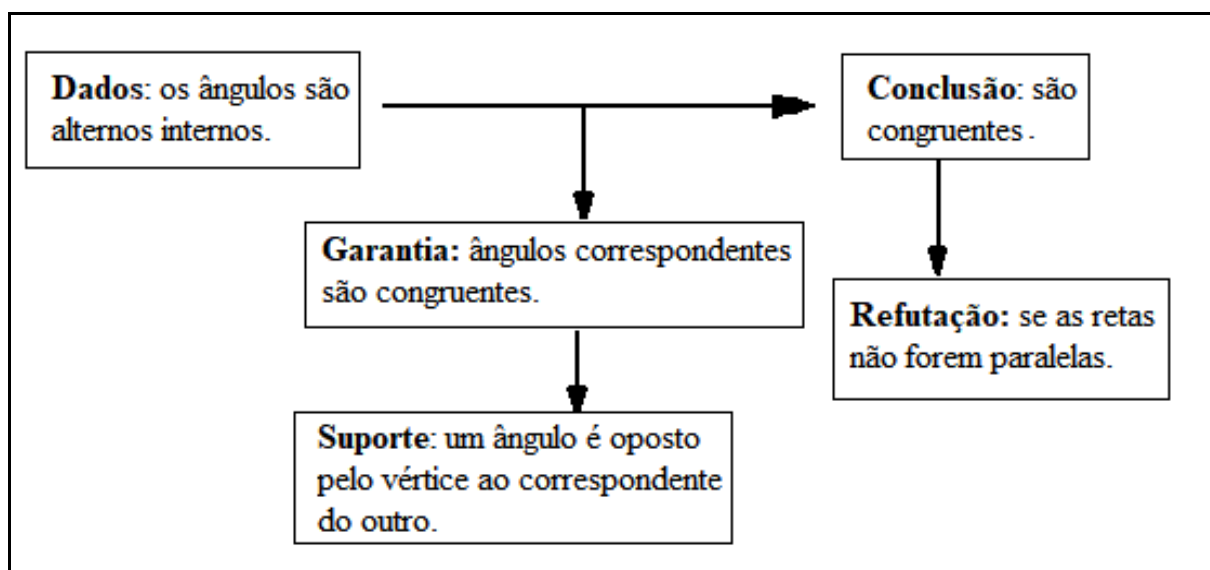 Dados: os ângulos são
alternos internos.
Conclusão: são
congruentes .
Garantia: ângulos correspondentes
são congruentes.
Refutação: se as retas
não forem paralelas.
Suporte: um ângulo é oposto
pelo vértice ao correspondente
do outro.